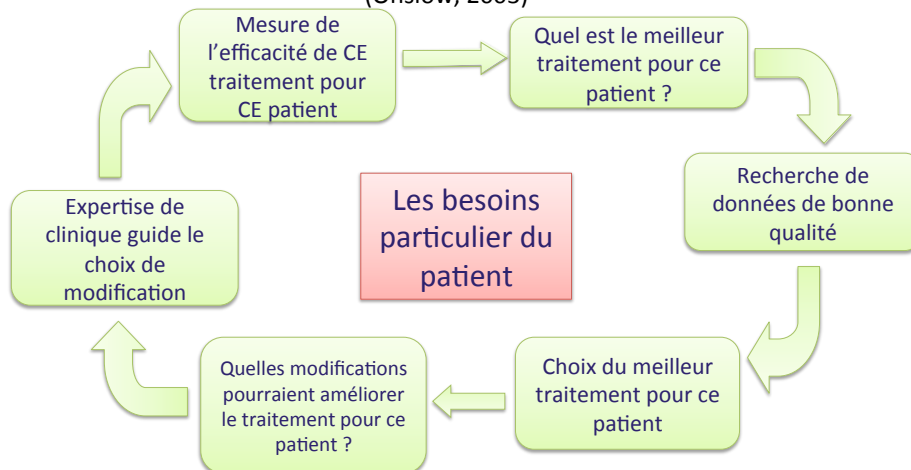 (Onslow, 2003)
Mesure de
l'efficacité de CE
traitement pour
CE patient
Quel est le meilleur
traitement pour ce
patient ?
Recherche de
données de bonne
qualité
Choix du meilleur
traitement pour ce
patient
Quelles modifications
pourraient améliorer
le traitement pour ce
patient ?
Expertise de
clinique guide le
choix de
modification
Les besoins
particulier du
patient